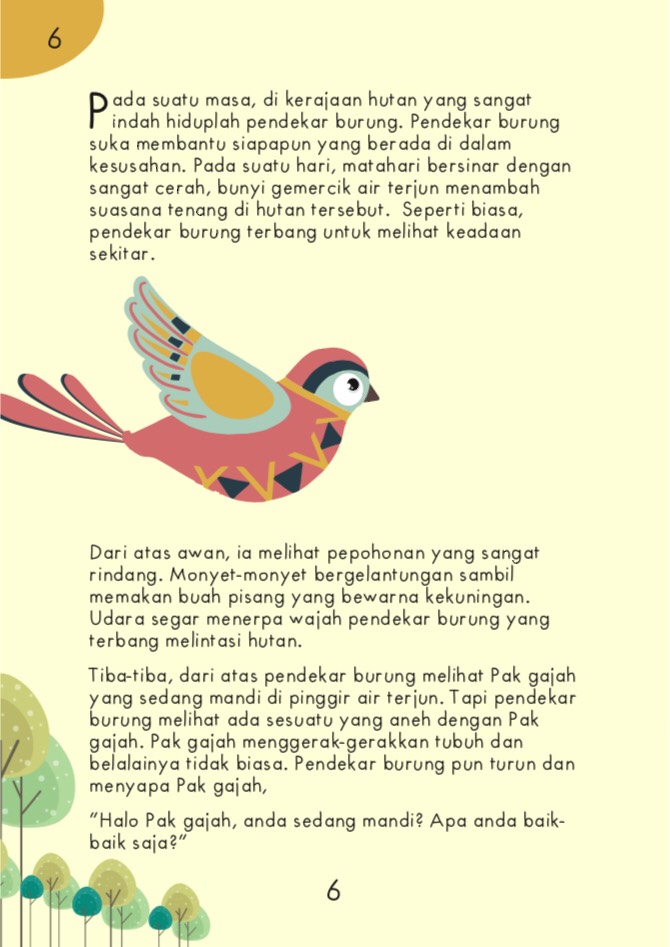 6
Pada suatu masa, di kerajaan hutan yang sangat
indah hiduplah pendekar burung. Pendekar burung
suka membantu siapapun yang berada di dalam
kesusahan. Pada suatu hari, matahari bersinar dengan
sangat cerah, bunyi gemercik air terjun menambah
suasana tenang di hutan tersebut.  Seperti biasa,
pendekar burung terbang untuk melihat keadaan
sekitar.
Dari atas awan, ia melihat pepohonan yang sangat
rindang. Monyet-monyet bergelantungan sambil
memakan buah pisang yang bewarna kekuningan.
Udara segar menerpa wajah pendekar burung yang
terbang melintasi hutan.
Tiba-tiba, dari atas pendekar burung melihat Pak gajah
yang sedang mandi di pinggir air terjun. Tapi pendekar
burung melihat ada sesuatu yang aneh dengan Pak
gajah. Pak gajah menggerak-gerakkan tubuh dan
belalainya tidak biasa. Pendekar burung pun turun dan
menyapa Pak gajah,
"Halo Pak gajah, anda sedang mandi? Apa anda baik-
baik saja?"
6